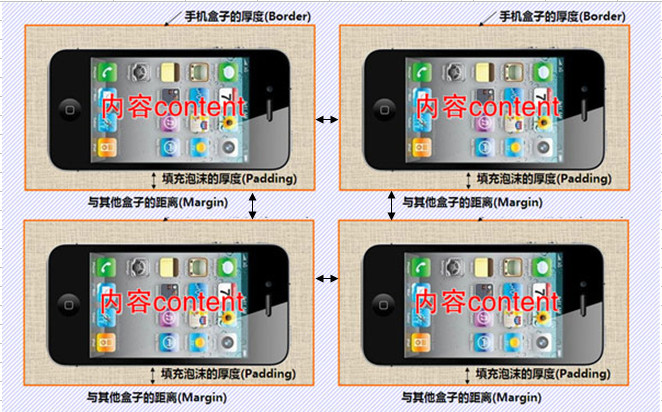 手机盒子的厚度(Border)
手机盒子的厚度(Border)
内容content
内容content
填充泡沫的厚度(Padding)
填充泡沫的厚度(Padding)
与其他盒子的距离(Margin)
与其他盒子的距离(Margin)
内容content
内容content
填充泡沫的厚度(Padding)
填充泡沫的厚度(Padding)
与其他盒子的距离(Margin)
与其他盒子的距离(Margin)